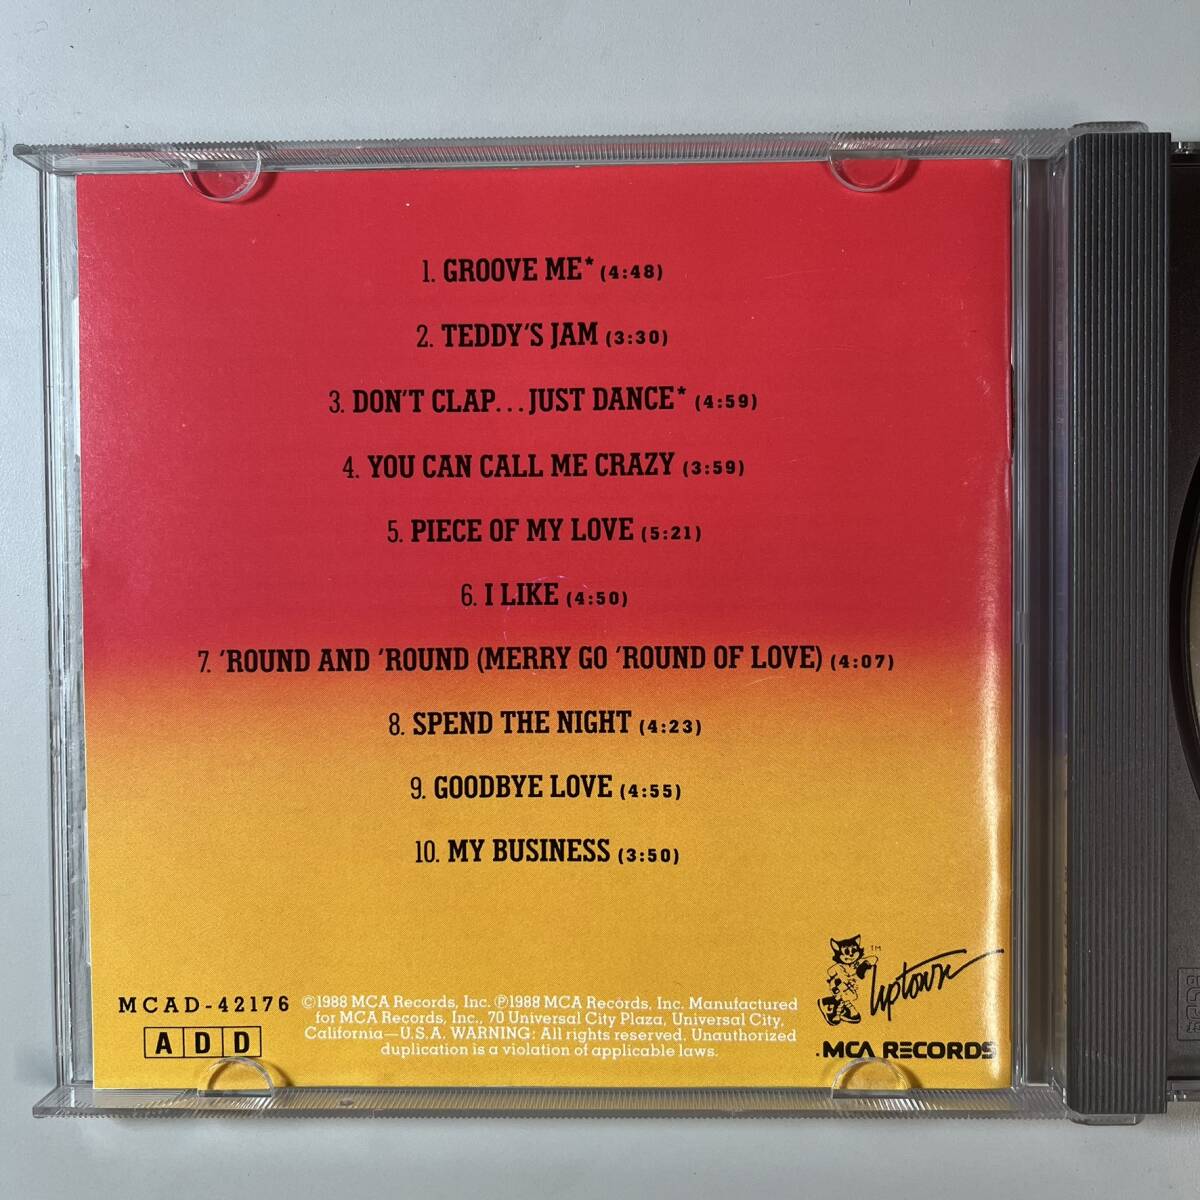 1. GROOVE ME* (4:48)
2. TEDDY'S JAM (3:30)
3. DON'T CLAP...JUST DANCE* (4:59)
4. YOU CAN CALL ME CRAZY (3:59)
5. PIECE OF MY LOVE (5:21)
6. I LIKE (4:50)
7. 'ROUND AND 'ROUND (MERRY GO 'ROUND OF LOVE) (4:07)
8. SPEND THE NIGHT (4:23)
9. GOODBYE LOVE (4:55)
10. MY BUSINESS (3:50)
MCAD-42176
ADD
©1988 MCA Records, Inc. ℗1988 MCA Records, Inc. Manufactured
for MCA Records, Inc., 70 Universal City Plaza, Universal City,
California—U.S.A. WARNING: All rights reserved. Unauthorized
duplication is a violation of applicable laws.
TM
Uptown
.MCA RECORDS